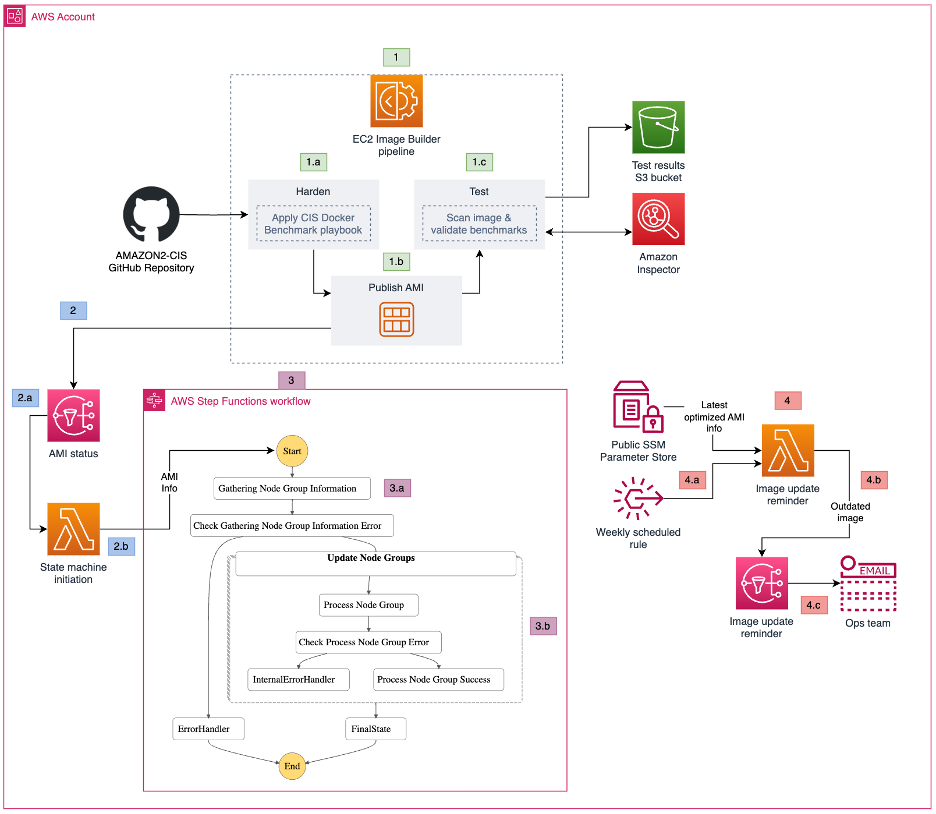 AWS Account
1
EC2 Image Builder
pipeline
1.a
1.c
Harden
Apply CIS Docker
Benchmark playbook
Test
Scan image &
validate benchmarks
Test results
S3 bucket
Amazon
Inspector
AMAZON2-CIS
GitHub Repository
1.b
Publish AMI
2
2.a
AMI status
AMI
Info
State machine
initiation
2.b
3
AWS Step Functions workflow
Start
Gathering Node Group Information
3.a
Check Gathering Node Group Information Error
Update Node Groups
Process Node Group
3.b
Check Process Node Group Error
InternalErrorHandler
Process Node Group Success
ErrorHandler
FinalState
End
Public SSM
Parameter Store
Latest
optimized AMI
info
4
Image update
reminder
4.a
Weekly scheduled
rule
4.b
Outdated
image
Image update
reminder
4.c
EMAIL
Ops team